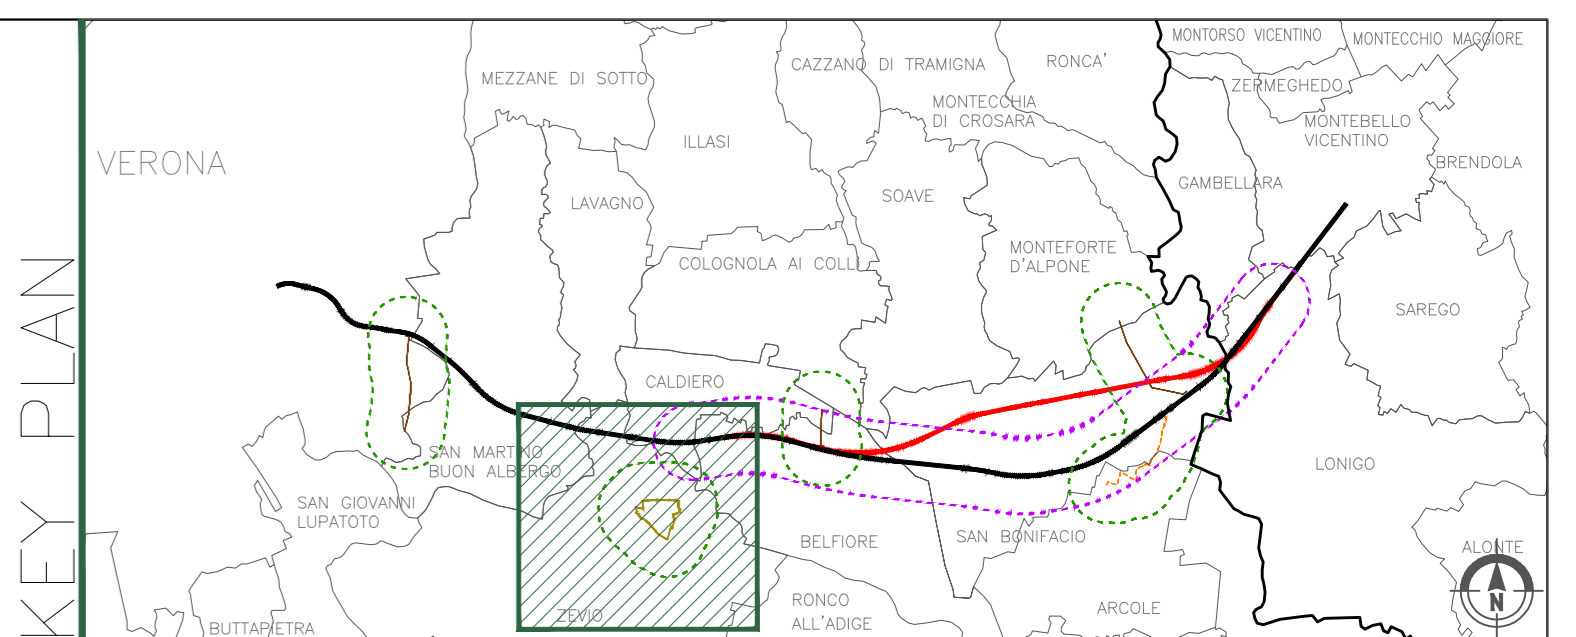 KEY PLAN
MONTORSO VICENTINO
MONTECCHIO MAGGIORE
CAZZANO DI TRAMIGNA
RONCA'
MEZZANE DI SOTTO
ZERMEGHEDO
MONTECCHIA
DI CROSARA
MONTEBELLO
VICENTINO
ILLASI
VERONA
BRENDOLA
GAMBELLARA
SOAVE
LAVAGNO
MONTEFORTE
D'ALPONE
COLOGNOLA AI COLLI
SAREGO
CALDIERO
SAN MARTINO
BUON ALBERGO
LONIGO
SAN GIOVANNI
LUPATOTO
BELFIORE
SAN BONIFACIO
ALONTE
N
RONCO
ALL'ADIGE
ARCOLE
ZEVIO
BUTTAPIETRA